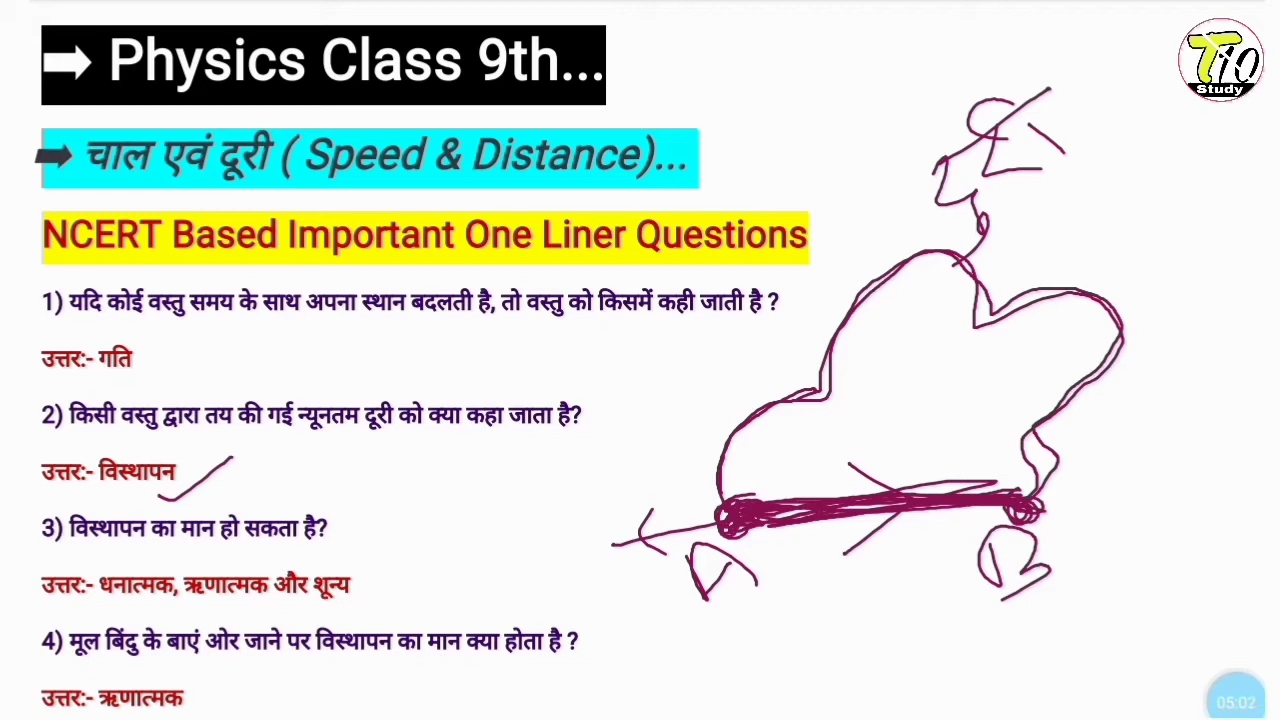 ➡ Physics Class 9th...
➡ चाल एवं दूरी ( Speed & Distance)...
NCERT Based Important One Liner Questions
1) यदि कोई वस्तु समय के साथ अपना स्थान बदलती है, तो वस्तु को किसमें कही जाती है ?
उत्तर:- गति
2) किसी वस्तु द्वारा तय की गई न्यूनतम दूरी को क्या कहा जाता है?
उत्तर:- विस्थापन
3) विस्थापन का मान हो सकता है?
उत्तर:- धनात्मक, ऋणात्मक और शून्य
4) मूल बिंदु के बाएं ओर जाने पर विस्थापन का मान क्या होता है ?
उत्तर:- ऋणात्मक
T10
Study
A
B
05:02